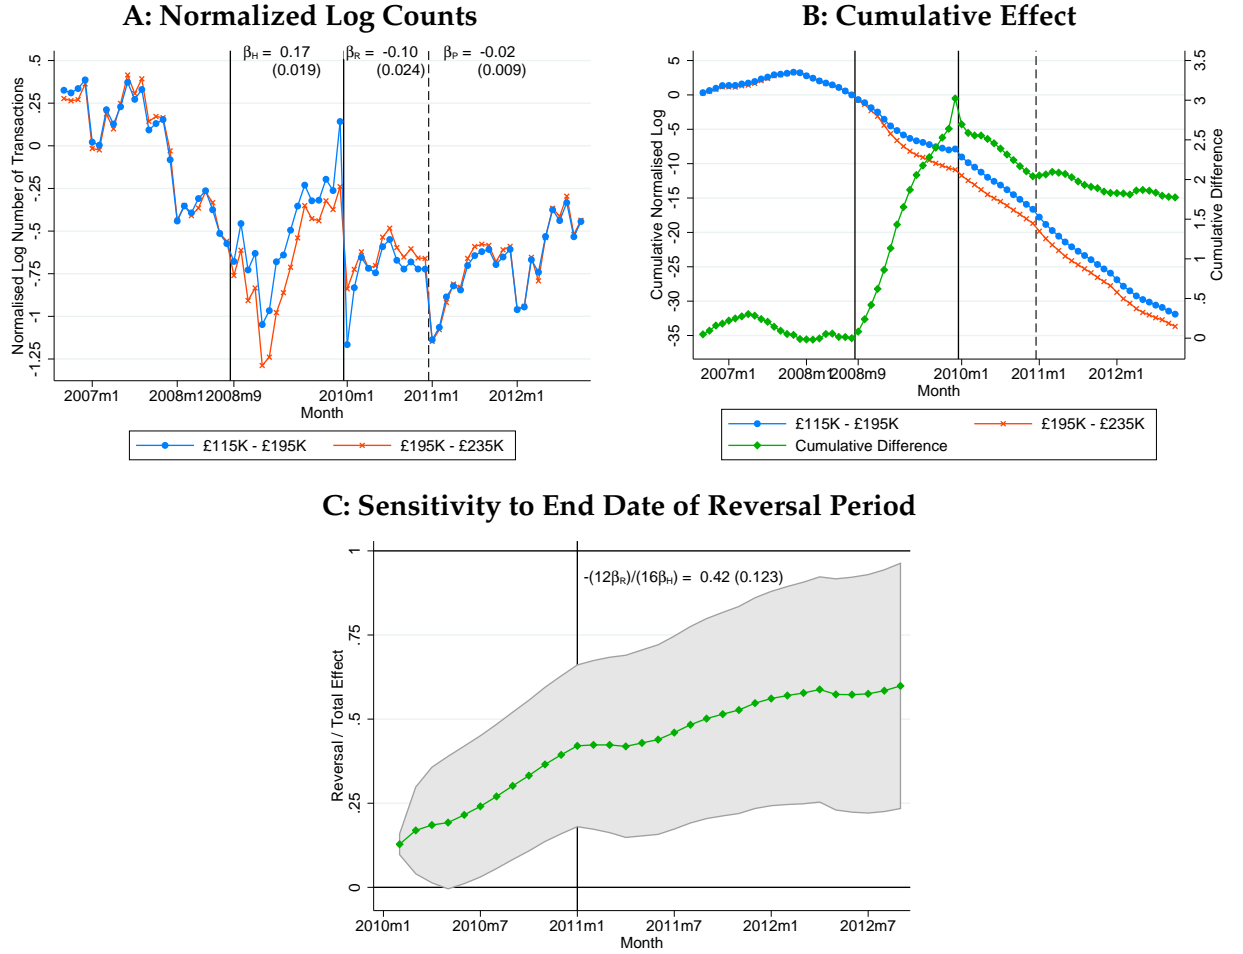 A: Normalized Log Counts
βH = 0.17
(0.019)
βR = -0.10
(0.024)
βP = -0.02
(0.009)
Normalised Log Number of Transactions
.5
.25
0
-.25
-.5
-.75
-1
-1.25
2007m1
2008m1
2008m9
2010m1
2011m1
2012m1
Month
£115K - £195K
£195K - £235K
B: Cumulative Effect
Cumulative Normalised Log
5
0
-5
-10
-15
-20
-25
-30
-35
3.5
3
2.5
2
1.5
1
.5
0
Cumulative Difference
2007m1
2008m1
2008m9
2010m1
2011m1
2012m1
Month
£115K - £195K
£195K - £235K
Cumulative Difference
C: Sensitivity to End Date of Reversal Period
-(12βR)/(16βH) = 0.42 (0.123)
Reversal / Total Effect
1
.75
.5
.25
0
2010m1
2010m7
2011m1
2011m7
2012m1
2012m7
Month